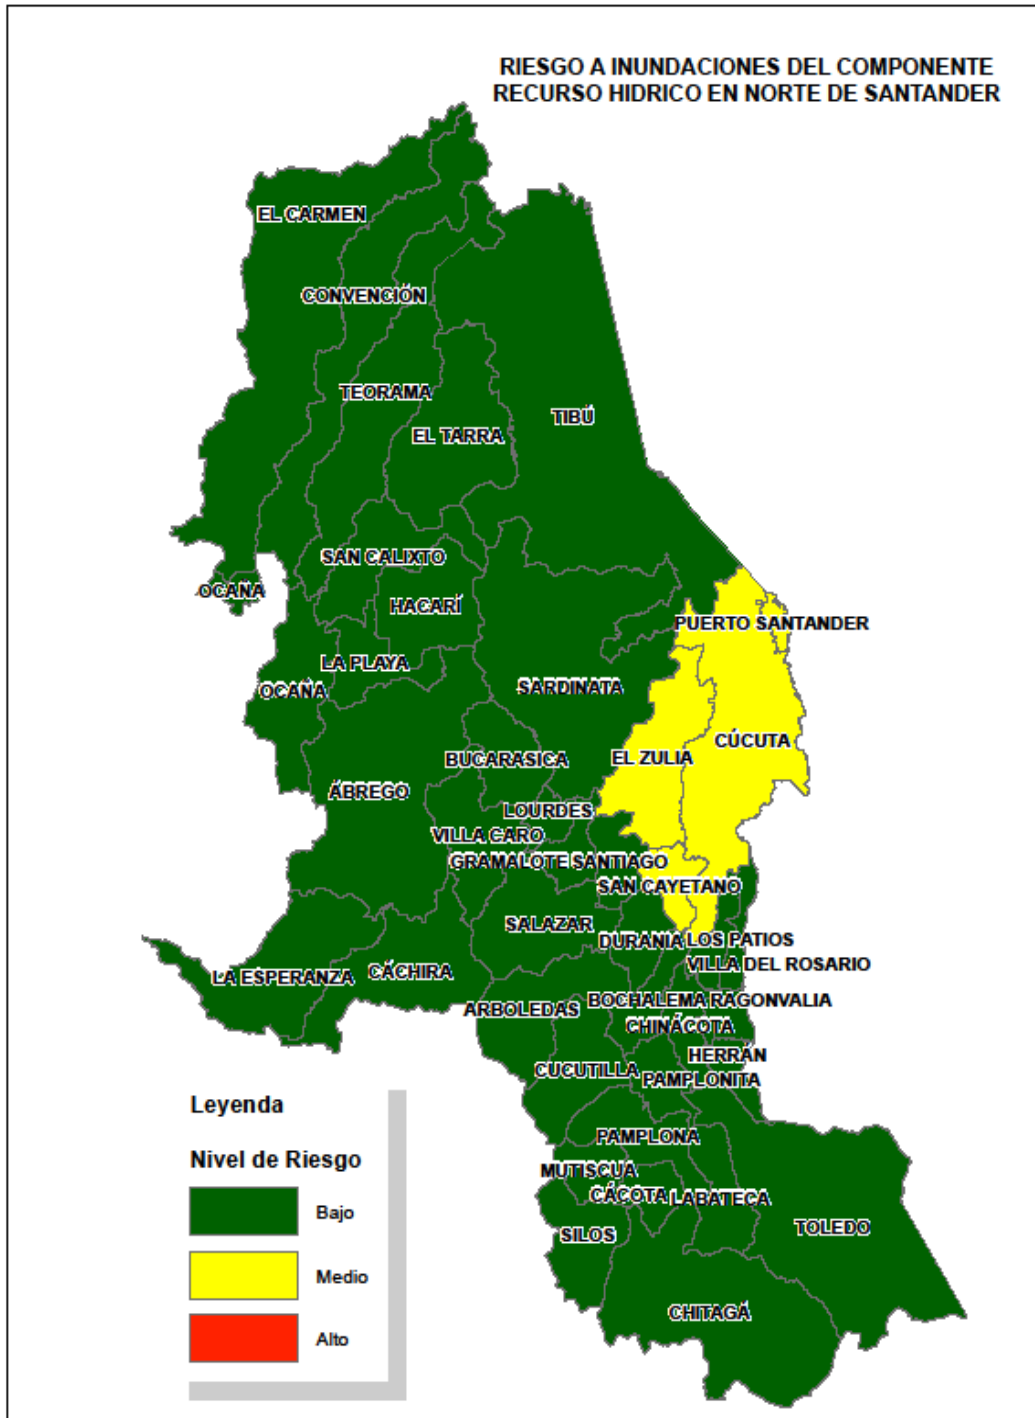 RIESGO A INUNDACIONES DEL COMPONENTE
RECURSO HIDRICO EN NORTE DE SANTANDER
EL CARMEN
CONVENCIÓN
TEORAMA
TIBÚ
EL TARRA
SAN CALIXTO
OCAÑA
HACARÍ
PUERTO SANTANDER
LA PLAYA
OCAÑA
SARDINATA
CÚCUTA
EL ZULIA
BUCARASICA
ÁBREGO
LOURDES
VILLA CARO
GRAMALOTE SANTIAGO
SAN CAYETANO
SALAZAR
DURANIA LOS PATIOS
VILLA DEL ROSARIO
LA ESPERANZA CÁCHIRA
ARBOLEDAS BOCHALEMA RAGONVALIA
CHINÁCOTA
HERRÁN
CUCUTILLA PAMPLONITA
PAMPLONA
MUTISCUA
CÁCOTA LABATECA
TOLEDO
SILOS
CHITAGÁ
Leyenda
Nivel de Riesgo
Bajo
Medio
Alto